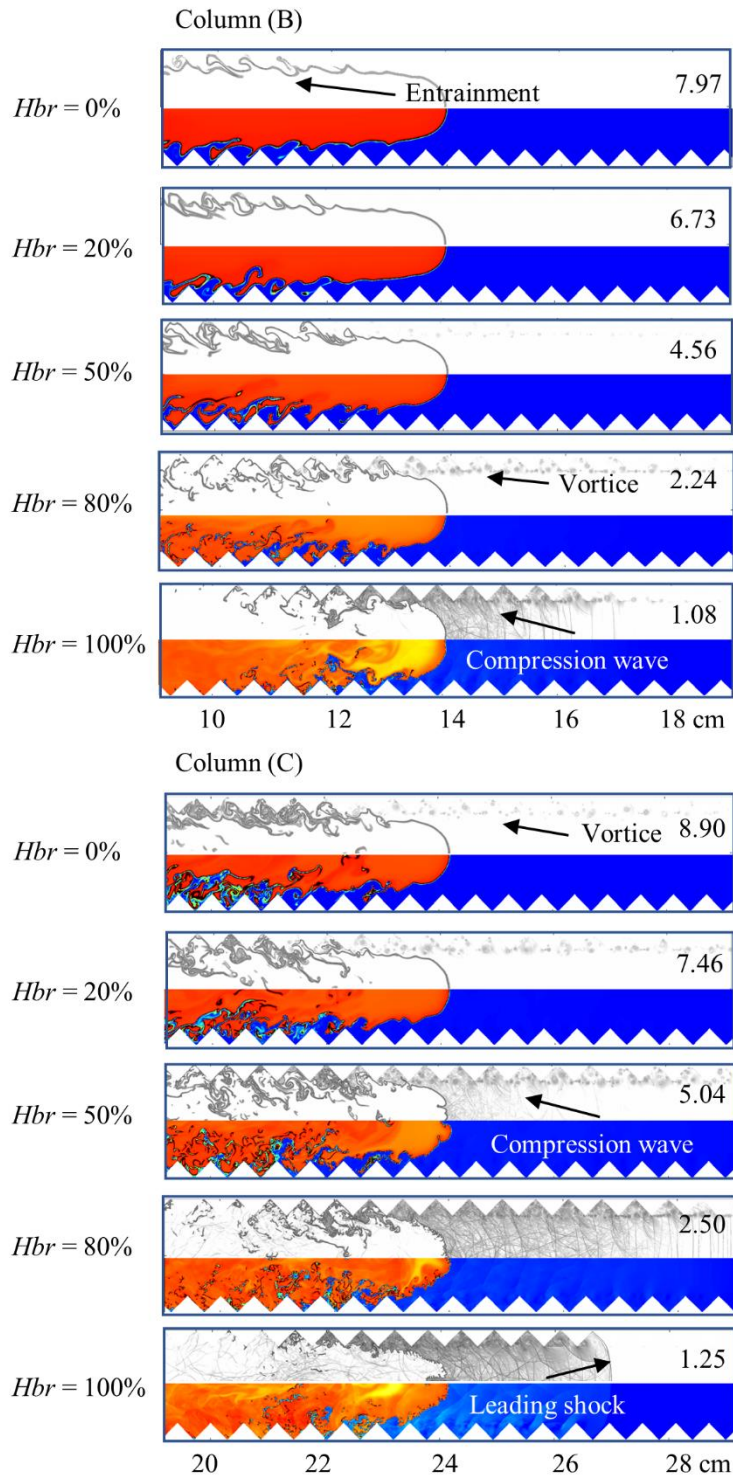 Column (B)
Hbr = 0%
Entrainment
7.97
Hbr = 20%
6.73
Hbr = 50%
4.56
Hbr = 80%
Vortice
2.24
Hbr = 100%
1.08
Compression wave
10 12 14 16 18 cm
Column (C)
Hbr = 0%
Vortice
8.90
Hbr = 20%
7.46
Hbr = 50%
5.04
Compression wave
Hbr = 80%
2.50
Hbr = 100%
1.25
Leading shock
20 22 24 26 28 cm